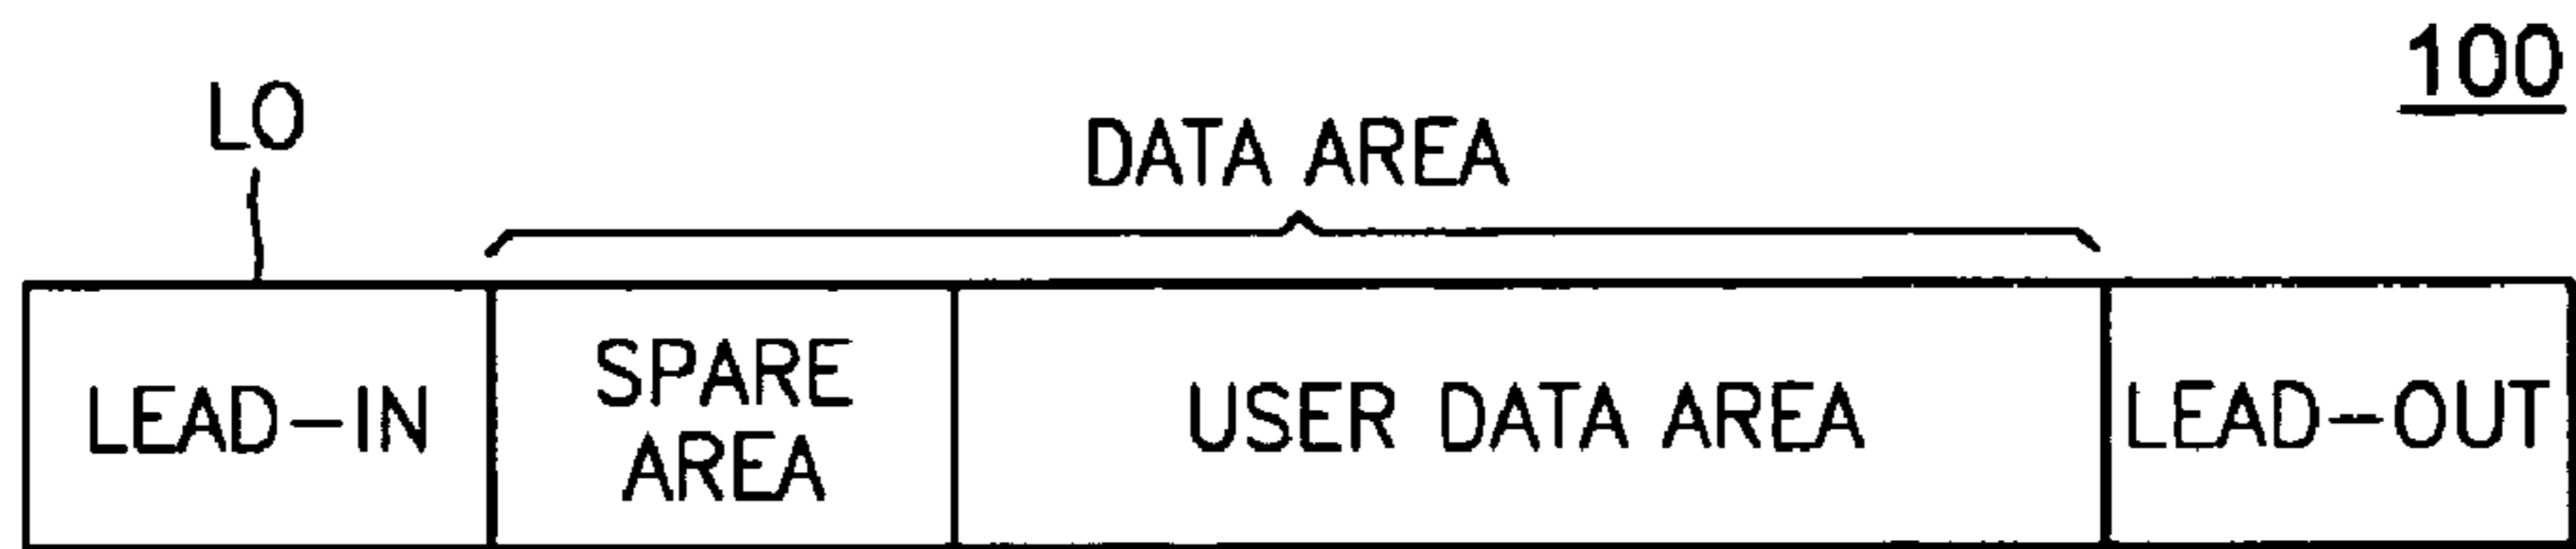 100
LO
DATA AREA
LEAD-IN
SPARE
AREA
USER DATA AREA
LEAD-OUT